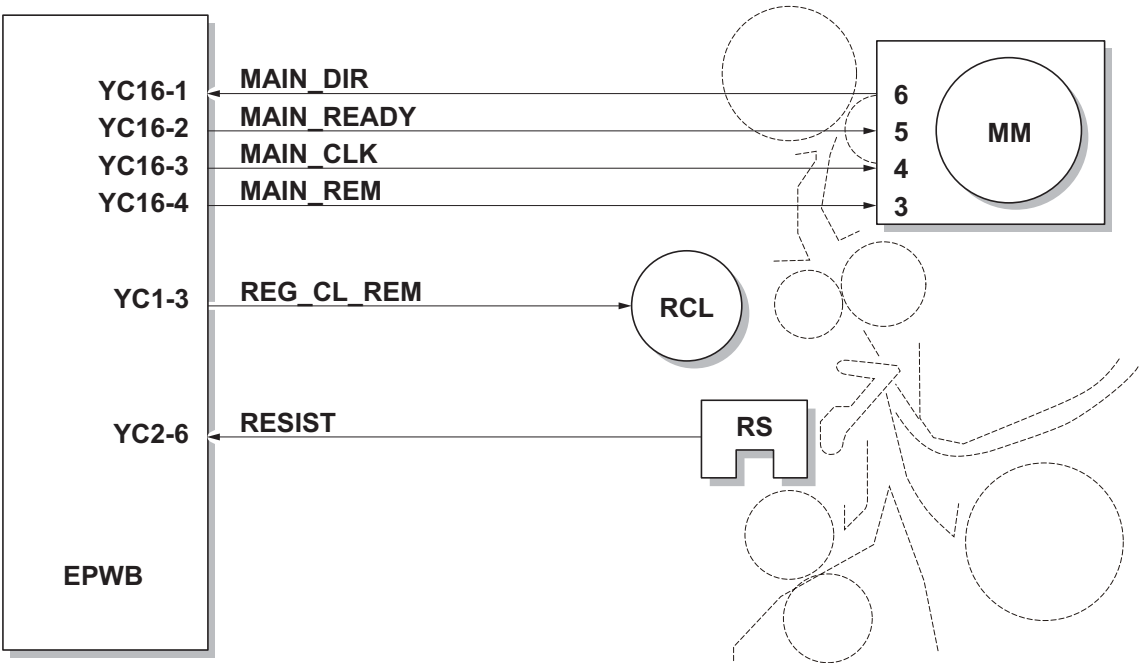 YC16-1 MAIN_DIR 6
YC16-2 MAIN_READY 5
YC16-3 MAIN_CLK 4
YC16-4 MAIN_REM 3
MM
YC1-3 REG_CL_REM RCL
YC2-6 RESIST RS
EPWB